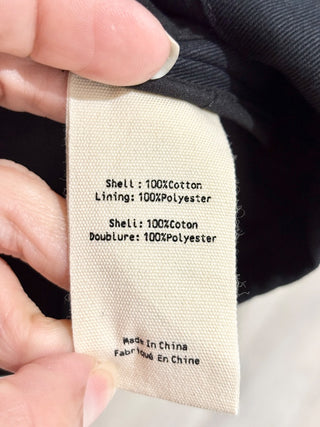 Shell : 100%Cotton
Lining: 100%Polyester
Shell: 100%Coton
Doublure: 100%Polyester
Made In China
Fabriqué En Chine